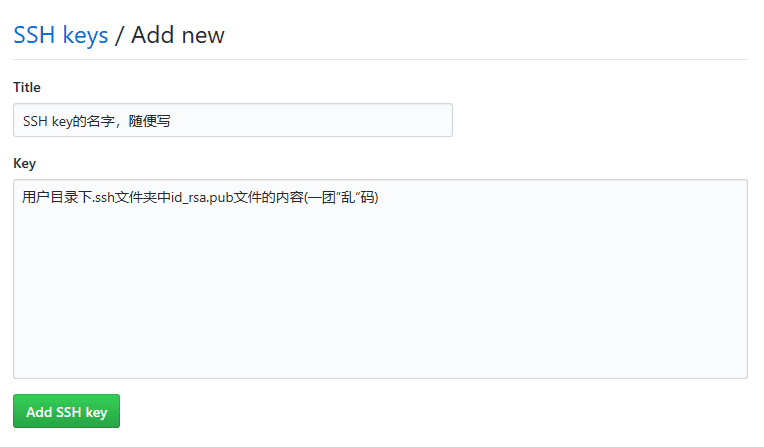 SSH keys / Add new
Title
SSH key的名字，随便写
Key
用户目录下.ssh文件夹中id_rsa.pub文件的内容(一团”乱“码)
Add SSH key